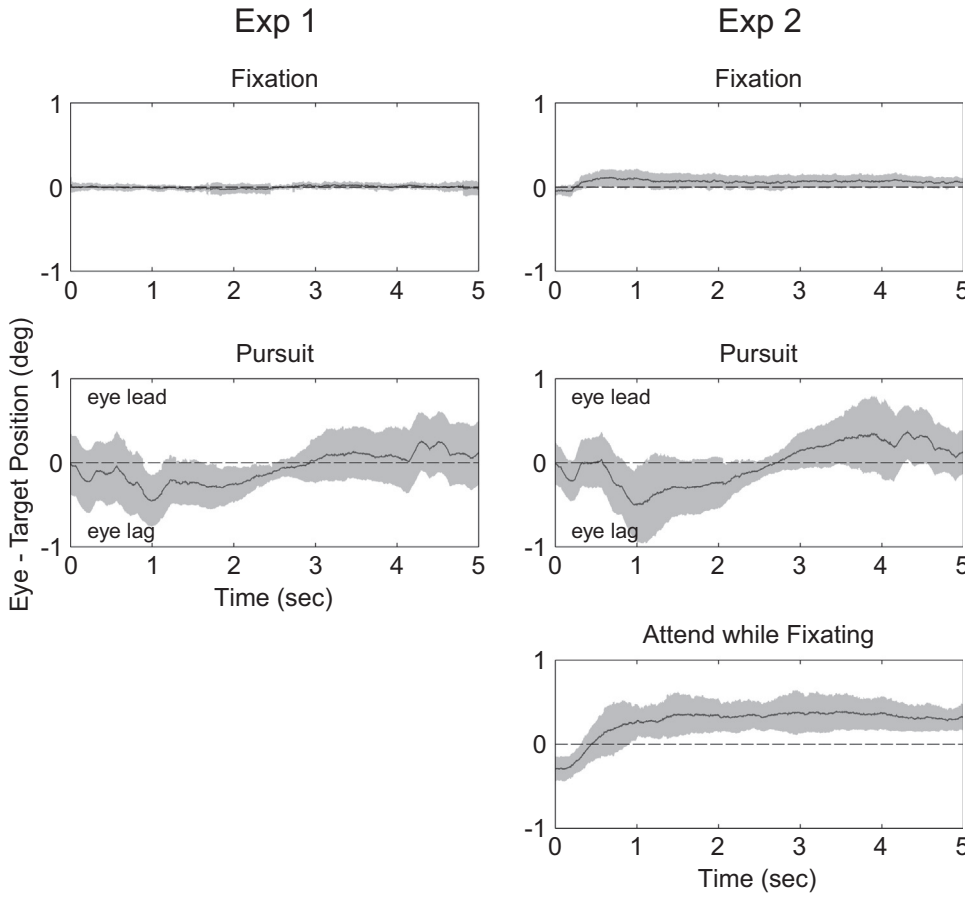 Exp 1
Exp 2
Fixation
Fixation
1
0
-1
0 1 2 3 4 5
1
0
-1
0 1 2 3 4 5
Eye - Target Position (deg)
Pursuit
Pursuit
1
0
-1
eye lead
eye lag
0 1 2 3 4 5
Time (sec)
1
0
-1
eye lead
eye lag
0 1 2 3 4 5
Attend while Fixating
1
0
-1
0 1 2 3 4 5
Time (sec)